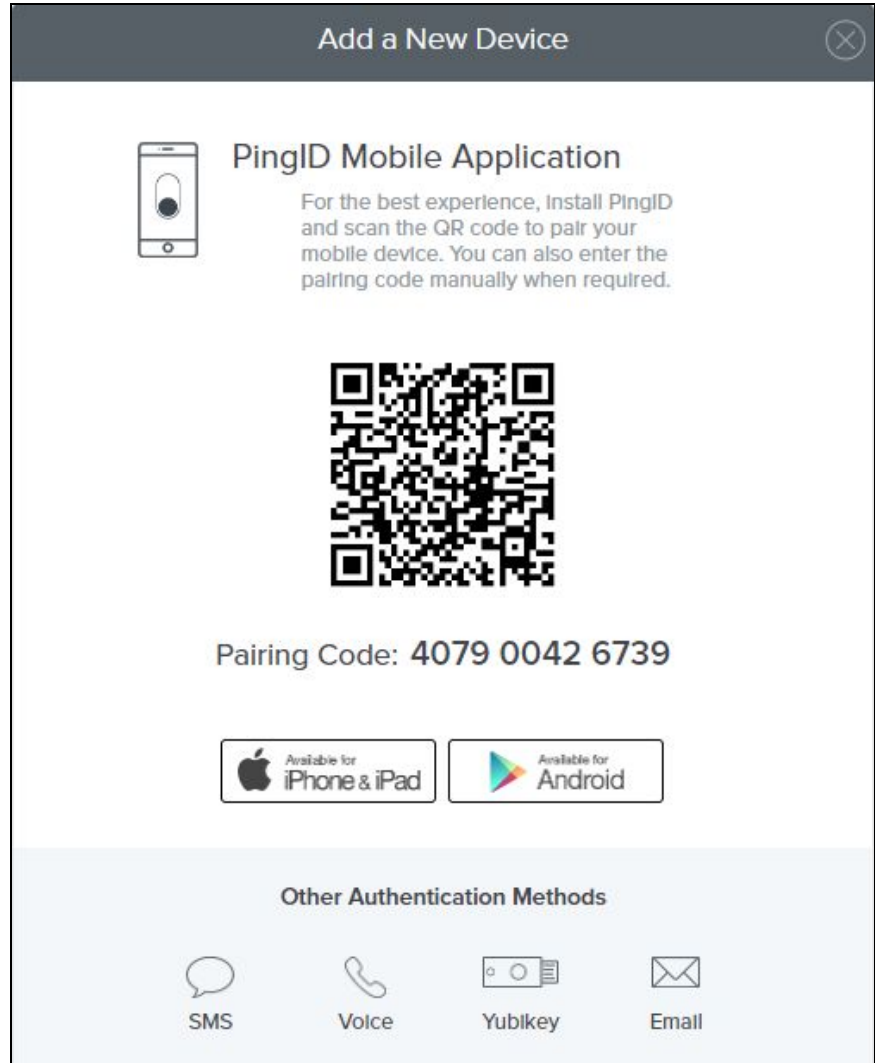 Add a New Device
PingID Mobile Application
For the best experience, install PingID
and scan the QR code to pair your
mobile device. You can also enter the
pairing code manually when required.
Pairing Code: 4079 0042 6739
Available for
iPhone & iPad
Available for
Android
Other Authentication Methods
SMS
Voice
Yubikey
Email